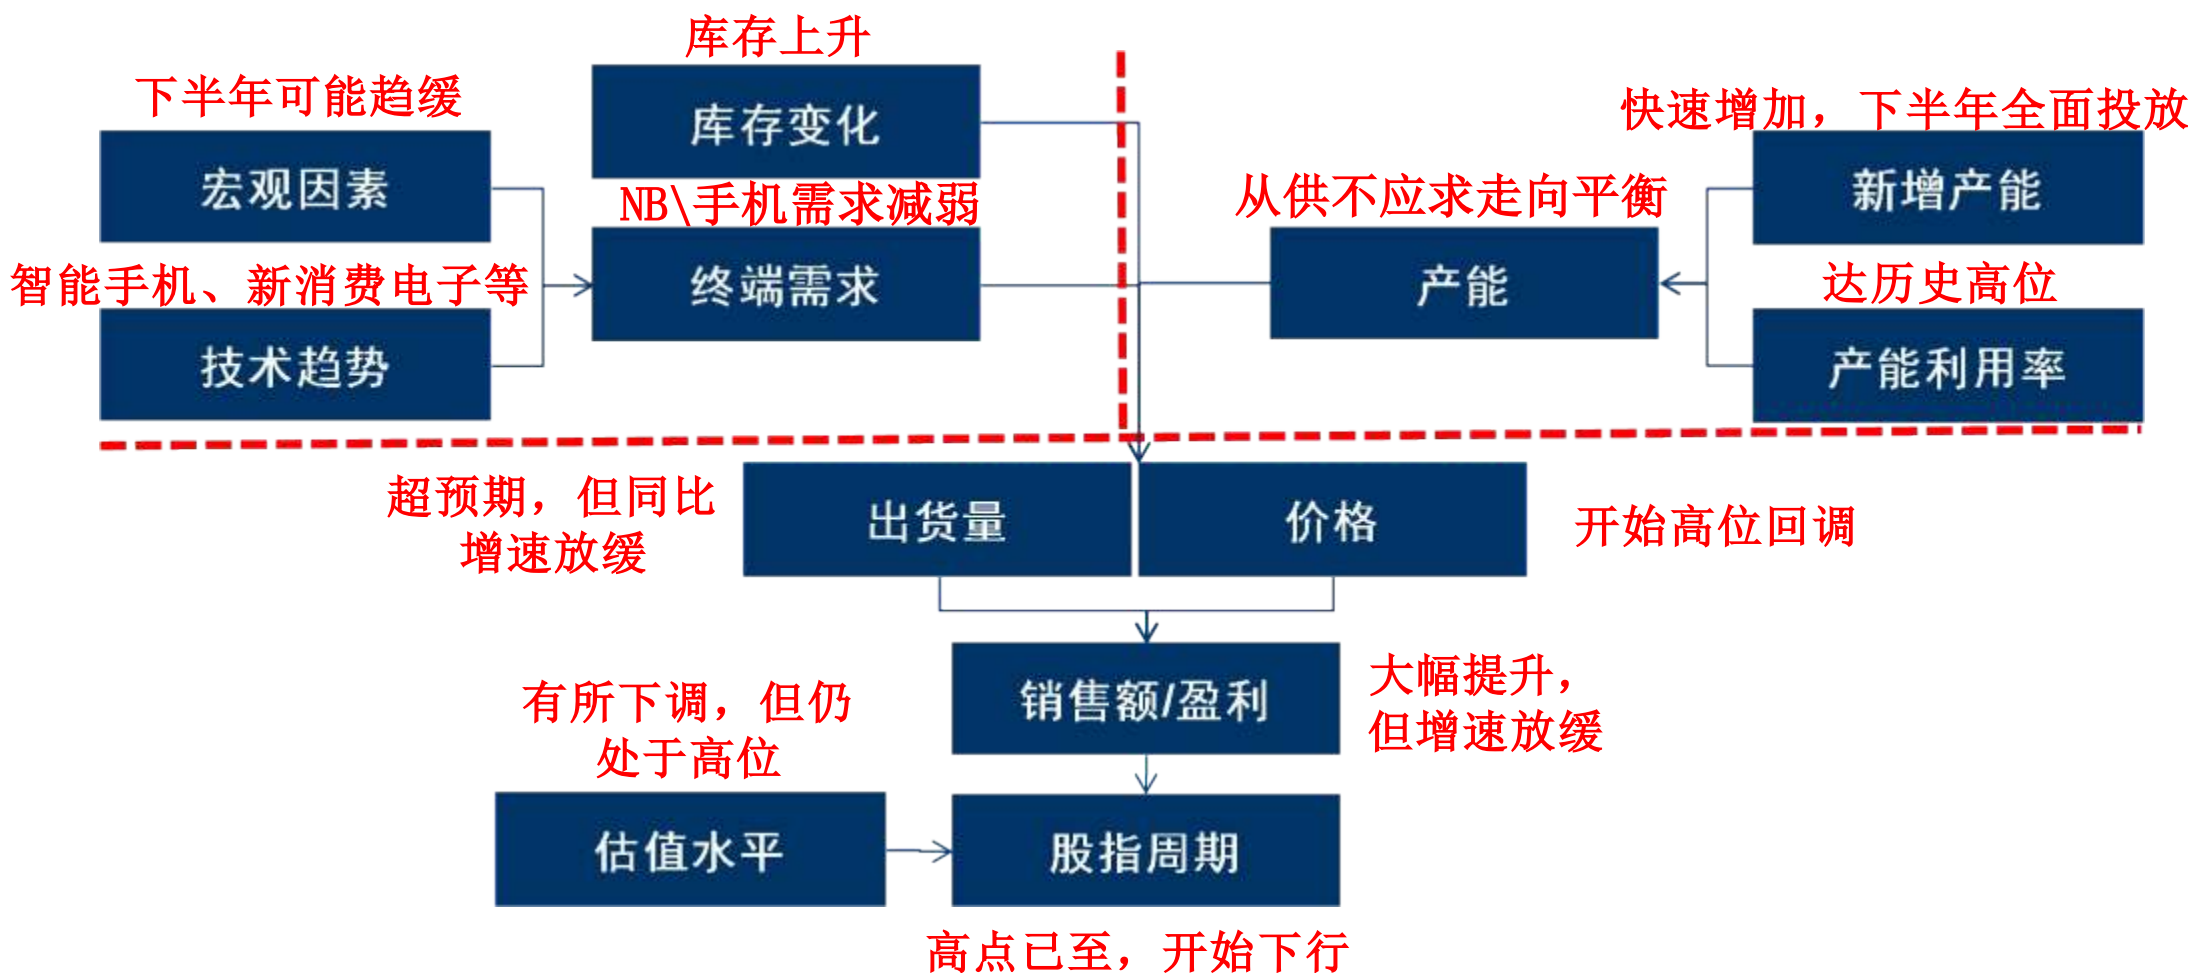 库存上升
下半年可能趋缓
库存变化
快速增加，下半年全面投放
宏观因素
NB\手机需求减弱
从供不应求走向平衡
新增产能
智能手机、新消费电子等
终端需求
产能
达历史高位
技术趋势
产能利用率
超预期，但同比
增速放缓
出货量
价格
开始高位回调
有所下调，但仍
处于高位
销售额/盈利
大幅提升，
但增速放缓
估值水平
股指周期
高点已至，开始下行